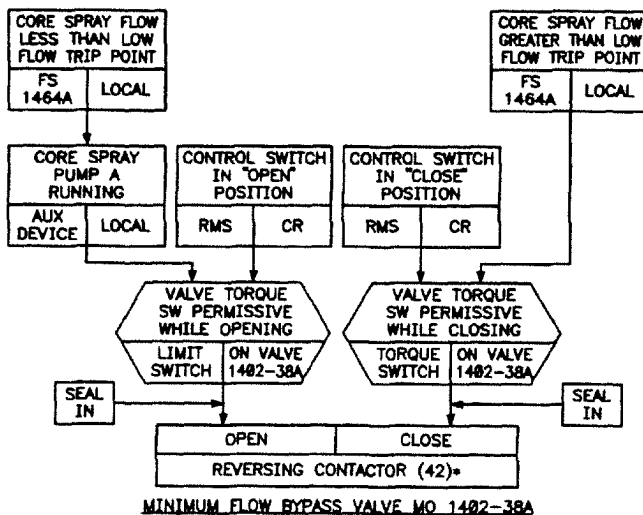 CORE SPRAY FLOW
LESS THAN LOW
FLOW TRIP POINT
FS
1464A
LOCAL
CORE SPRAY FLOW
GREATER THAN LOW
FLOW TRIP POINT
FS
1464A
LOCAL
CORE SPRAY
PUMP A
RUNNING
AUX
DEVICE
LOCAL
CONTROL SWITCH
IN "OPEN"
POSITION
RMS
CR
CONTROL SWITCH
IN "CLOSE"
POSITION
RMS
CR
VALVE TORQUE
SW PERMISSIVE
WHILE OPENING
LIMIT
SWITCH
ON VALVE
1402-38A
VALVE TORQUE
SW PERMISSIVE
WHILE CLOSING
TORQUE
SWITCH
ON VALVE
1402-38A
SEAL
IN
SEAL
IN
OPEN
CLOSE
REVERSING CONTACTOR (42)*
MINIMUM FLOW BYPASS VALVE MO 1402-38A